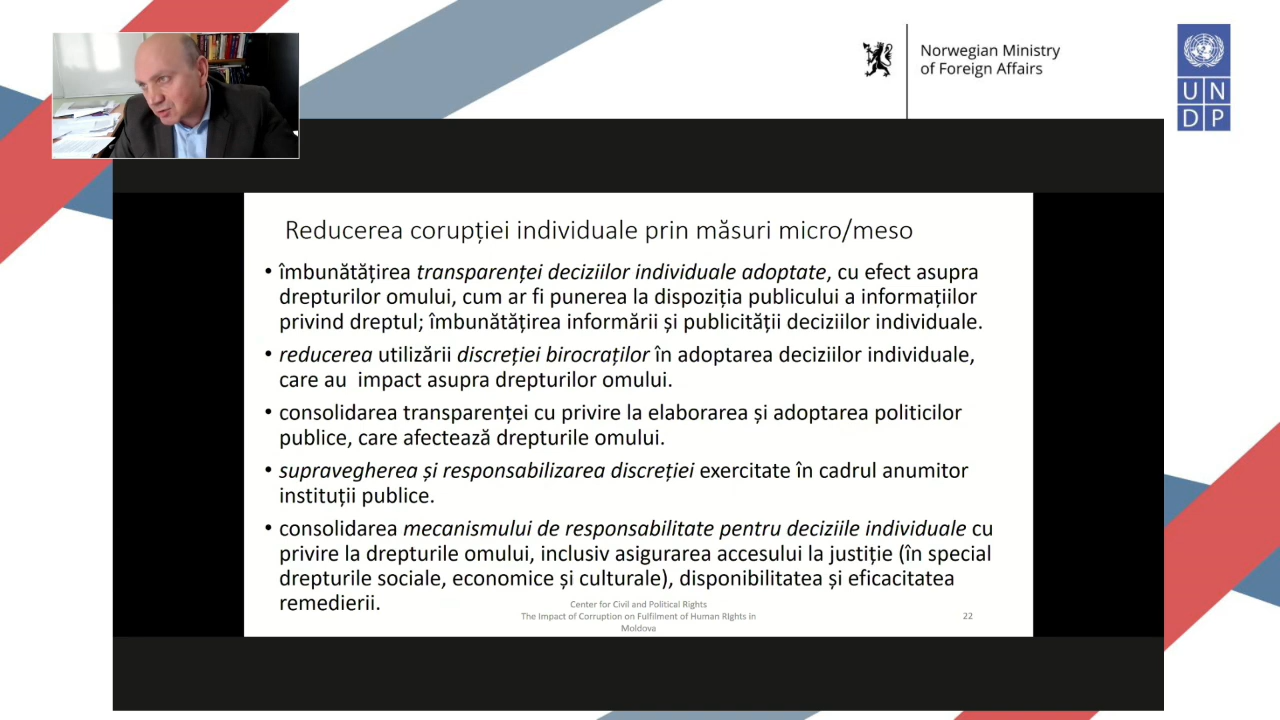 Norwegian Ministry
of Foreign Affairs
U N
D P
Reducerea corupției individuale prin măsuri micro/meso
• îmbunătățirea transparenței deciziilor individuale adoptate, cu efect asupra
drepturilor omului, cum ar fi punerea la dispoziția publicului a informațiilor
privind dreptul; îmbunătățirea informării și publicității deciziilor individuale.
• reducerea utilizării discreției birocraților în adoptarea deciziilor individuale,
care au  impact asupra drepturilor omului.
• consolidarea transparenței cu privire la elaborarea și adoptarea politicilor
publice, care afectează drepturile omului.
• supravegherea și responsabilizarea discreției exercitate în cadrul anumitor
instituții publice.
• consolidarea mecanismului de responsabilitate pentru deciziile individuale cu
privire la drepturile omului, inclusiv asigurarea accesului la justiție (în special
drepturile sociale, economice și culturale), disponibilitatea și eficacitatea
remedierii.
Center for Civil and Political Rights
The Impact of Corruption on Fulfilment of Human RIghts in
Moldova
22